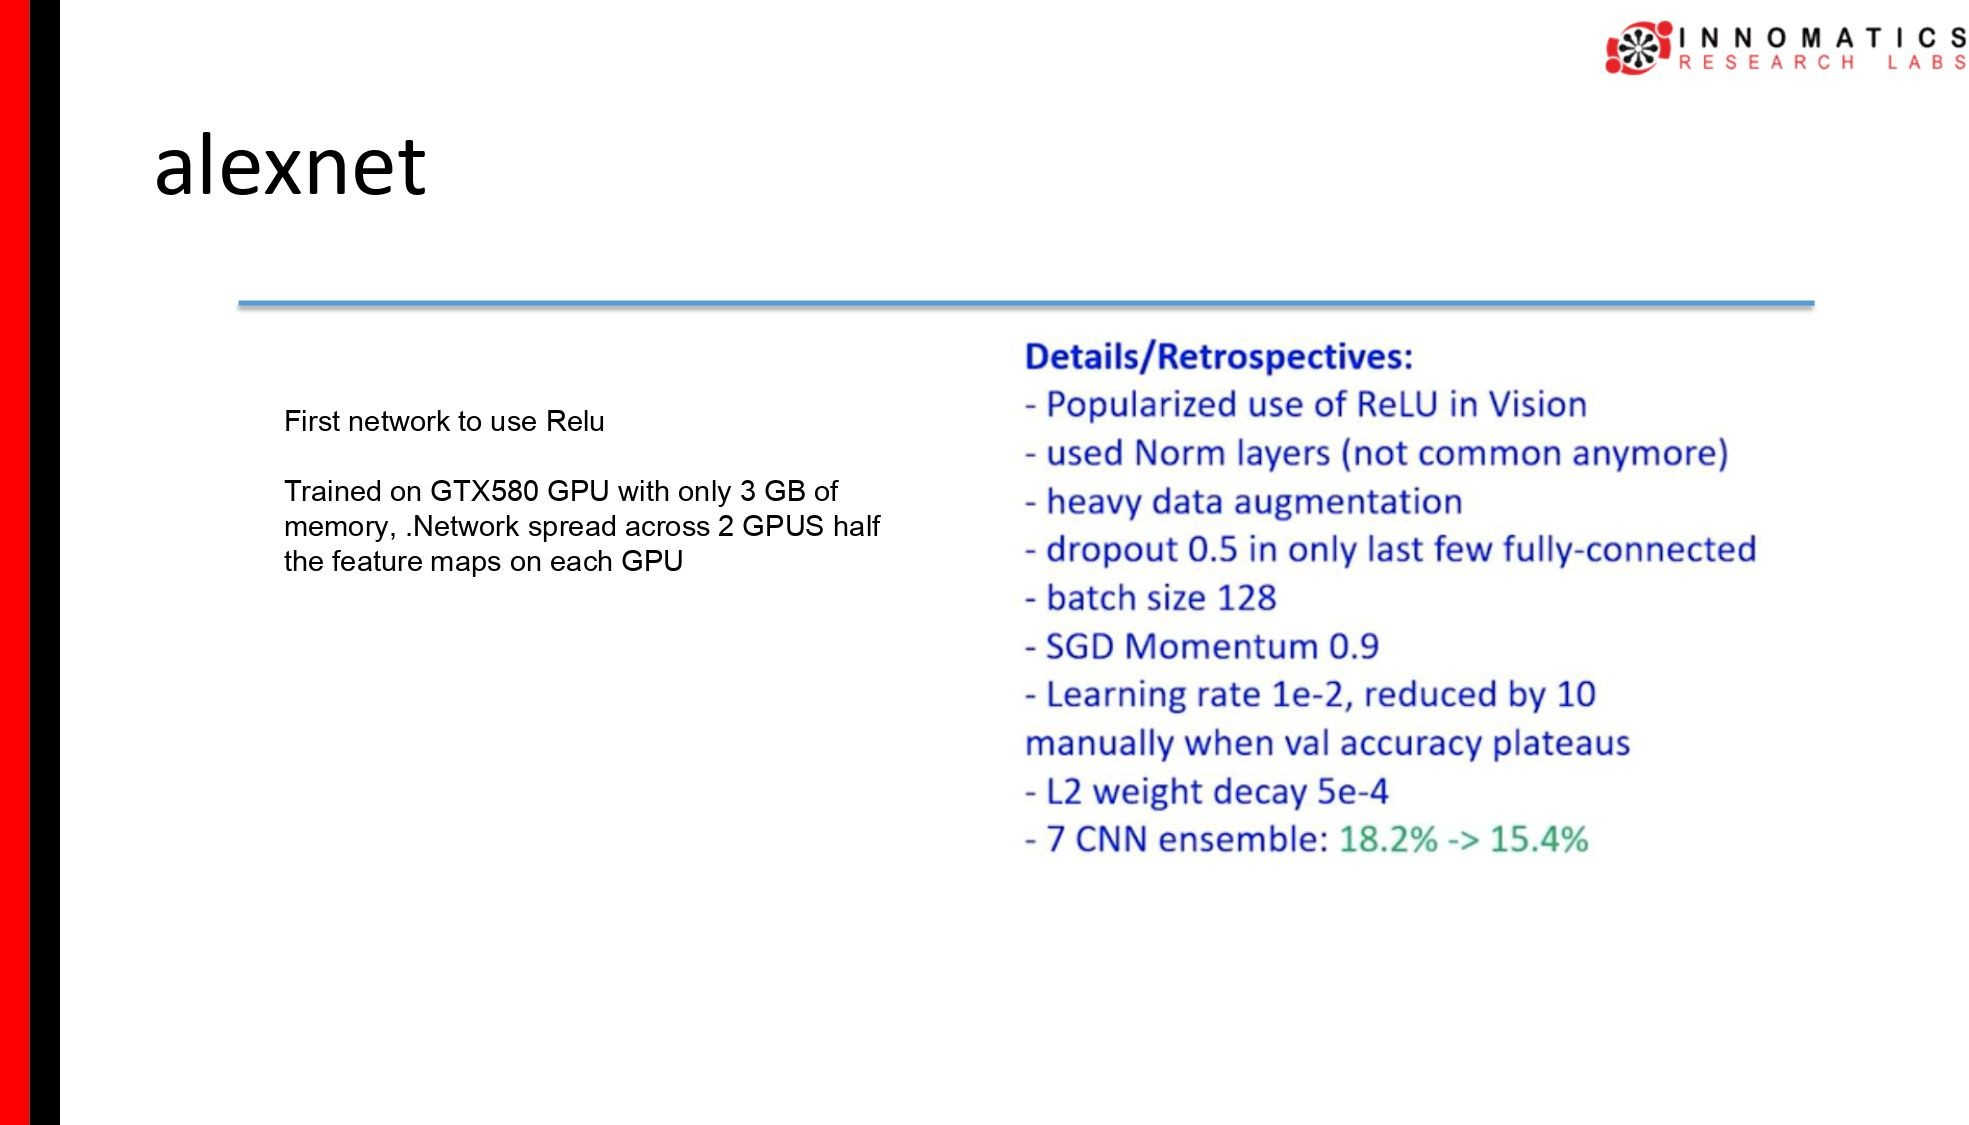 INNOMATICS
RESEARCH LABS
alexnet
First network to use Relu
Trained on GTX580 GPU with only 3 GB of
memory, .Network spread across 2 GPUS half
the feature maps on each GPU
Details/Retrospectives:
- Popularized use of ReLU in Vision
- used Norm layers (not common anymore)
- heavy data augmentation
- dropout 0.5 in only last few fully-connected
- batch size 128
- SGD Momentum 0.9
- Learning rate 1e-2, reduced by 10
manually when val accuracy plateaus
- L2 weight decay 5e-4
- 7 CNN ensemble: 18.2% -> 15.4%